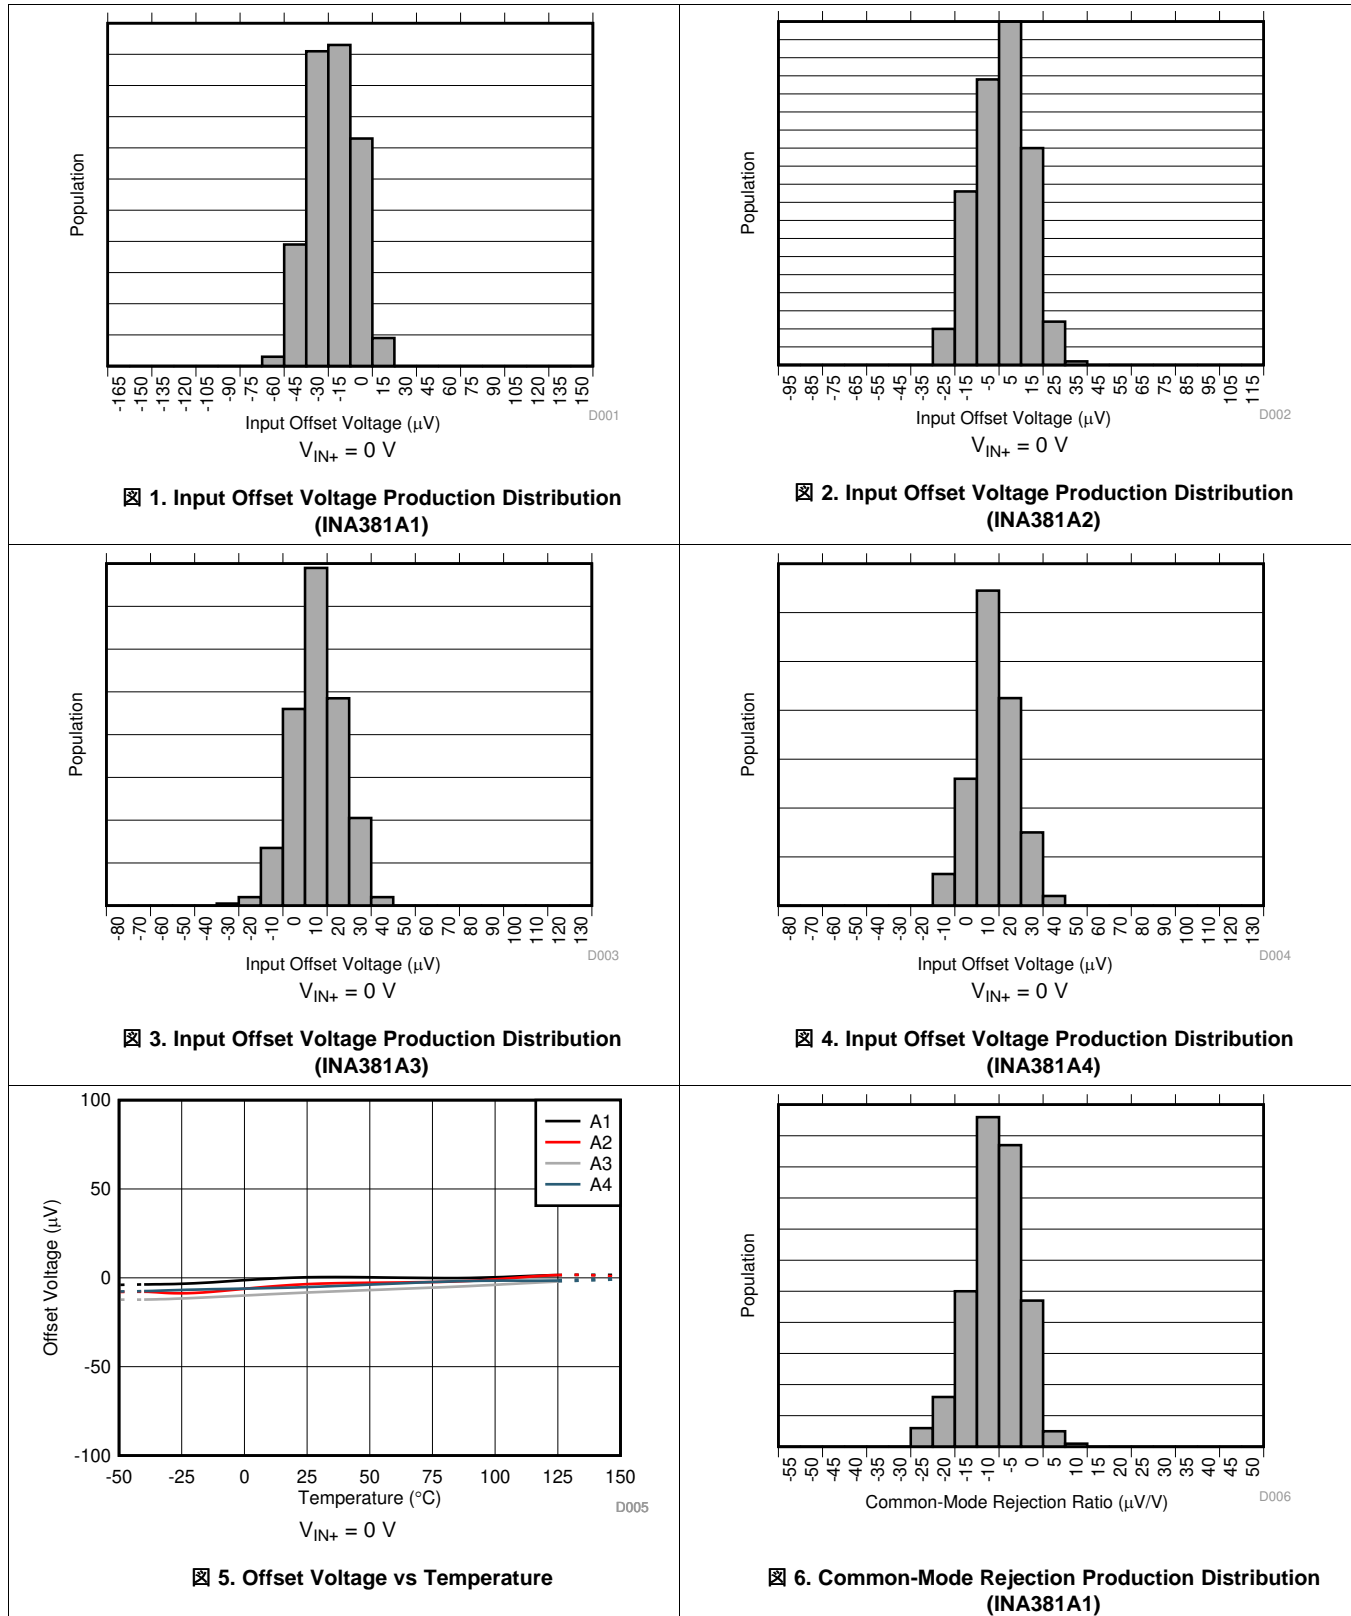 Population
-165
-150
-135
-120
-105
-90
-75
-60
-45
-30
-15
0
15
30
45
60
75
90
105
120
135
150
Input Offset Voltage (μV)
D001
VIN+ = 0 V
図 1. Input Offset Voltage Production Distribution
(INA381A1)
Population
-95
-85
-75
-65
-55
-45
-35
-25
-15
-5
5
15
25
35
45
55
65
75
85
95
105
115
Input Offset Voltage (μV)
D002
VIN+ = 0 V
図 2. Input Offset Voltage Production Distribution
(INA381A2)
Population
-80
-70
-60
-50
-40
-30
-20
-10
0
10
20
30
40
50
60
70
80
90
100
110
120
130
Input Offset Voltage (μV)
D003
VIN+ = 0 V
図 3. Input Offset Voltage Production Distribution
(INA381A3)
Population
-80
-70
-60
-50
-40
-30
-20
-10
0
10
20
30
40
50
60
70
80
90
100
110
120
130
Input Offset Voltage (μV)
D004
VIN+ = 0 V
図 4. Input Offset Voltage Production Distribution
(INA381A4)
Offset Voltage (μV)
100
50
0
-50
-100
A1
A2
A3
A4
-50 -25 0 25 50 75 100 125 150
Temperature (°C)
D005
VIN+ = 0 V
図 5. Offset Voltage vs Temperature
Population
-55
-50
-45
-40
-35
-30
-25
-20
-15
-10
-5
0
5
10
15
20
25
30
35
40
45
50
Common-Mode Rejection Ratio (μV/V)
D006
図 6. Common-Mode Rejection Production Distribution
(INA381A1)